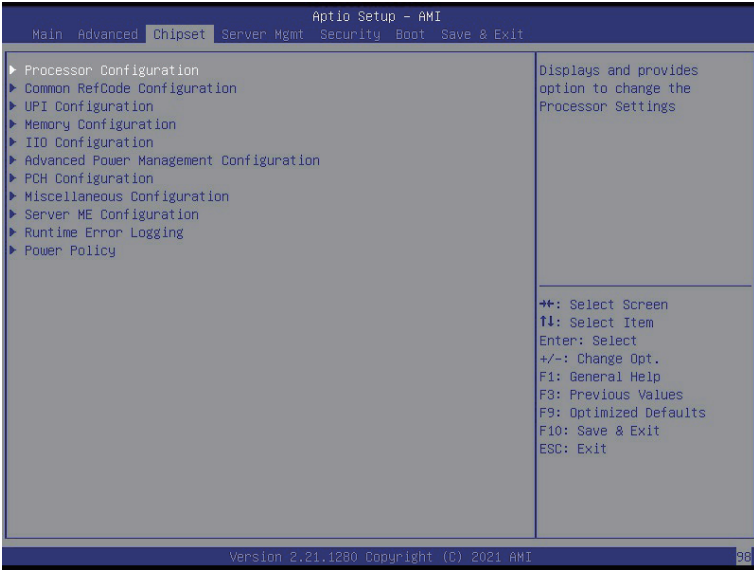 Aptio Setup - AMI
Main Advanced Chipset Server Mgmt Security Boot Save & Exit
Processor Configuration
Common RefCode Configuration
UPI Configuration
Memory Configuration
IIO Configuration
Advanced Power Management Configuration
PCH Configuration
Miscellaneous Configuration
Server ME Configuration
Runtime Error Logging
Power Policy
Displays and provides
option to change the
Processor Settings
→←: Select Screen
↑↓: Select Item
Enter: Select
+/-: Change Opt.
F1: General Help
F3: Previous Values
F9: Optimized Defaults
F10: Save & Exit
ESC: Exit
Version 2.21.1280 Copyright (C) 2021 AMI
98